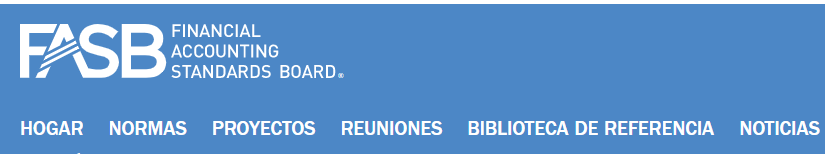 FASB FINANCIAL
ACCOUNTING
STANDARDS BOARD®
HOGAR NORMAS PROYECTOS REUNIONES BIBLIOTECA DE REFERENCIA NOTICIAS